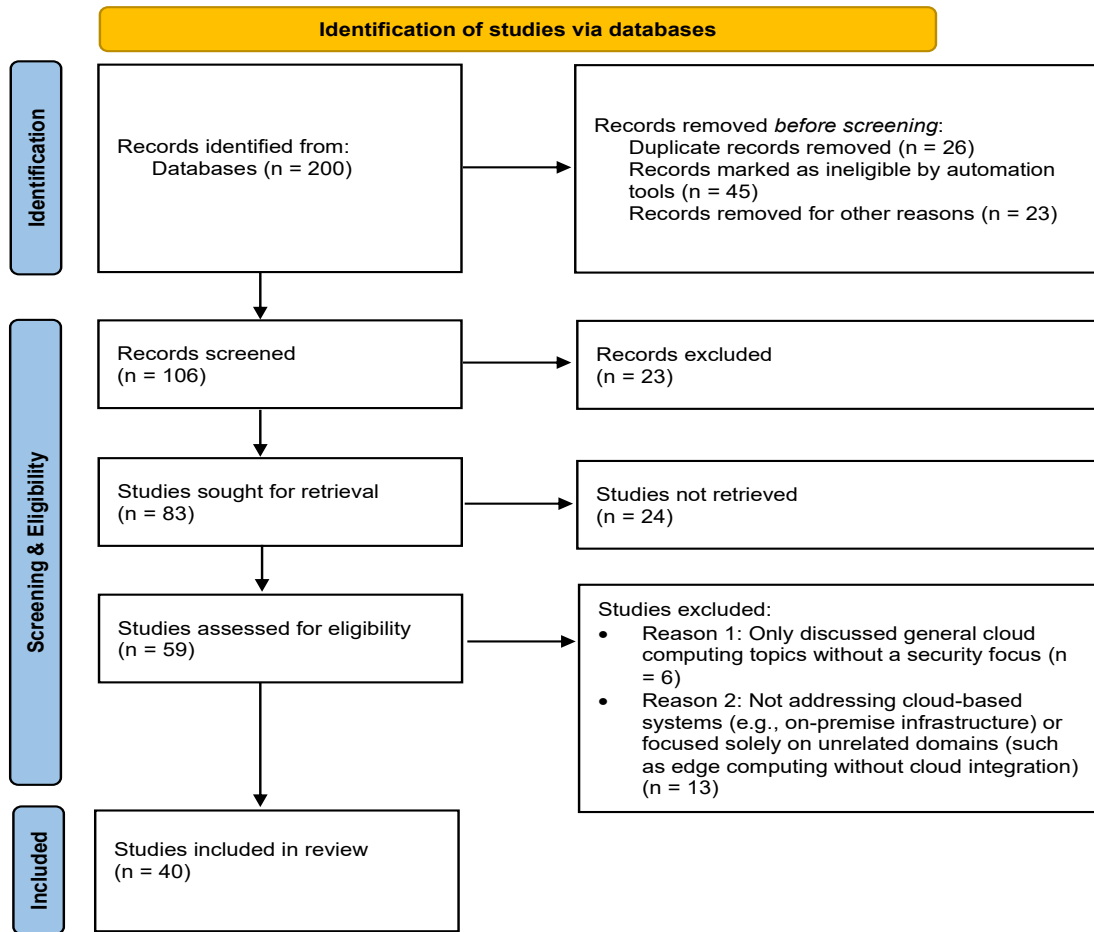 Identification of studies via databases
Identification
Records identified from:
Databases (n = 200)
Records removed before screening:
Duplicate records removed (n = 26)
Records marked as ineligible by automation
tools (n = 45)
Records removed for other reasons (n = 23)
Screening & Eligibility
Records screened
(n = 106)
Records excluded
(n = 23)
Studies sought for retrieval
(n = 83)
Studies not retrieved
(n = 24)
Studies assessed for eligibility
(n = 59)
Studies excluded:
• Reason 1: Only discussed general cloud
computing topics without a security focus (n
= 6)
• Reason 2: Not addressing cloud-based
systems (e.g., on-premise infrastructure) or
focused solely on unrelated domains (such
as edge computing without cloud integration)
(n = 13)
Included
Studies included in review
(n = 40)